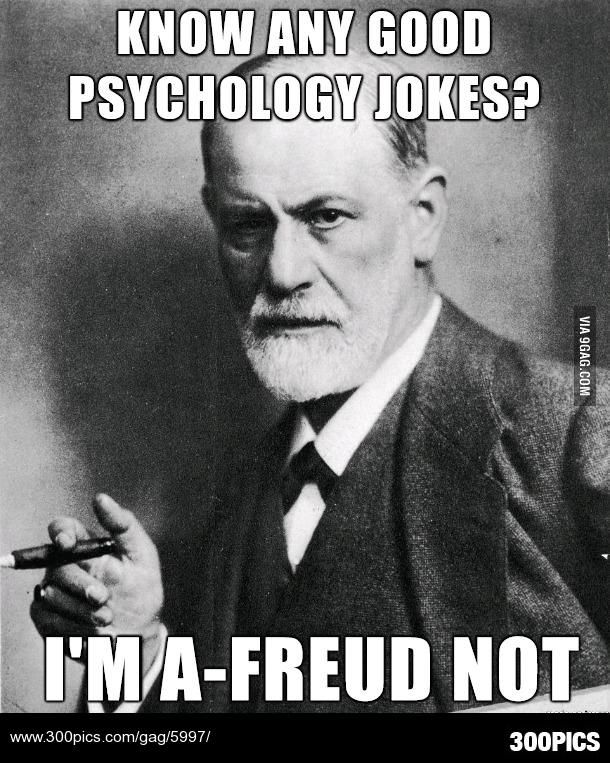 KNOW ANY GOOD
PSYCHOLOGY JOKES?
VIA 9GAG.COM
I'M A-FREUD NOT
www.300pics.com/gag/5997/
300PICS